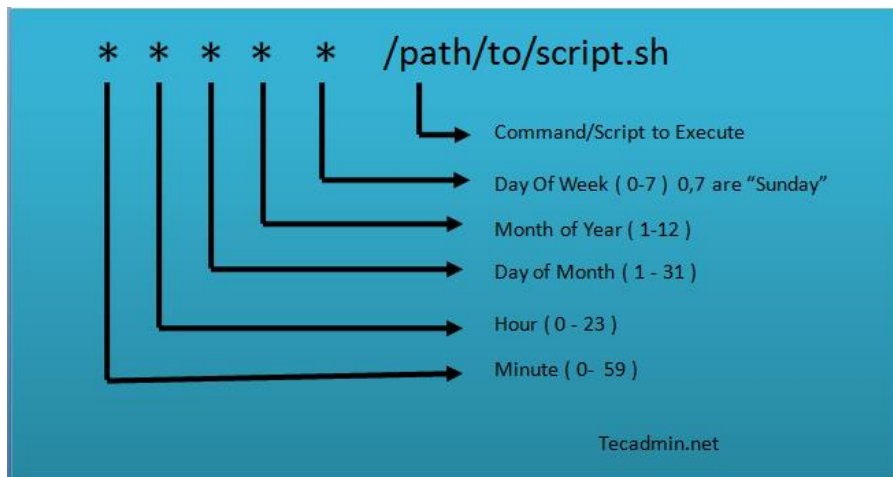 * * * * * /path/to/script.sh
Command/Script to Execute
Day Of Week ( 0-7 ) 0,7 are “Sunday”
Month of Year ( 1-12 )
Day of Month ( 1 - 31 )
Hour ( 0 - 23 )
Minute ( 0- 59 )
Tecadmin.net